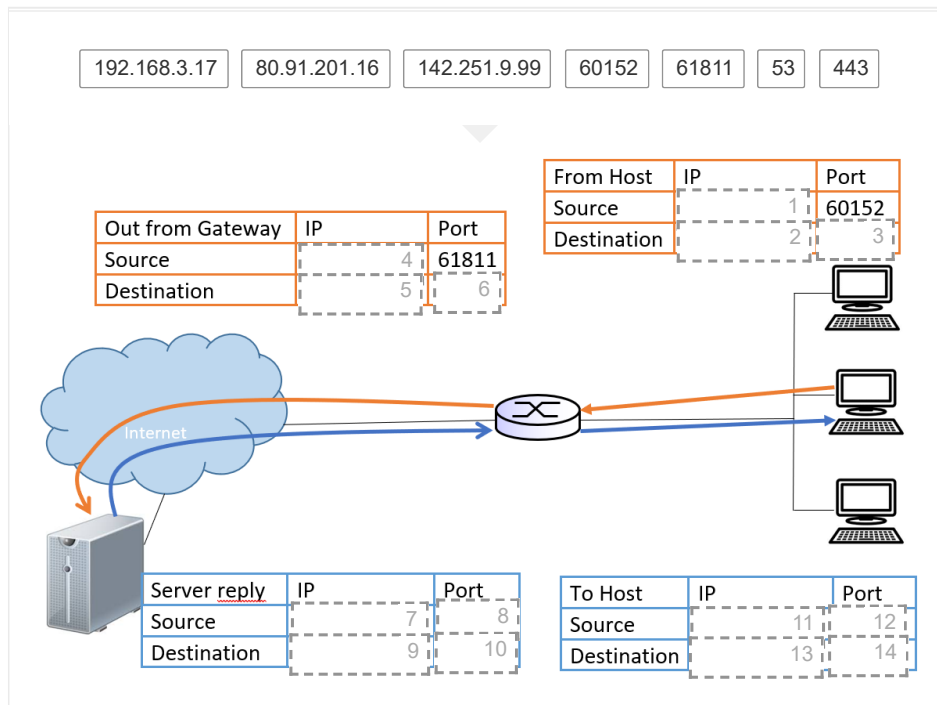 192.168.3.17 80.91.201.16 142.251.9.99 60152 61811 53 443
From Host IP Port
Source 1 60152
Destination 2 3
Out from Gateway IP Port
Source 4 61811
Destination 5 6
Internet
Server reply IP Port
Source 7 8
Destination 9 10
To Host IP Port
Source 11 12
Destination 13 14